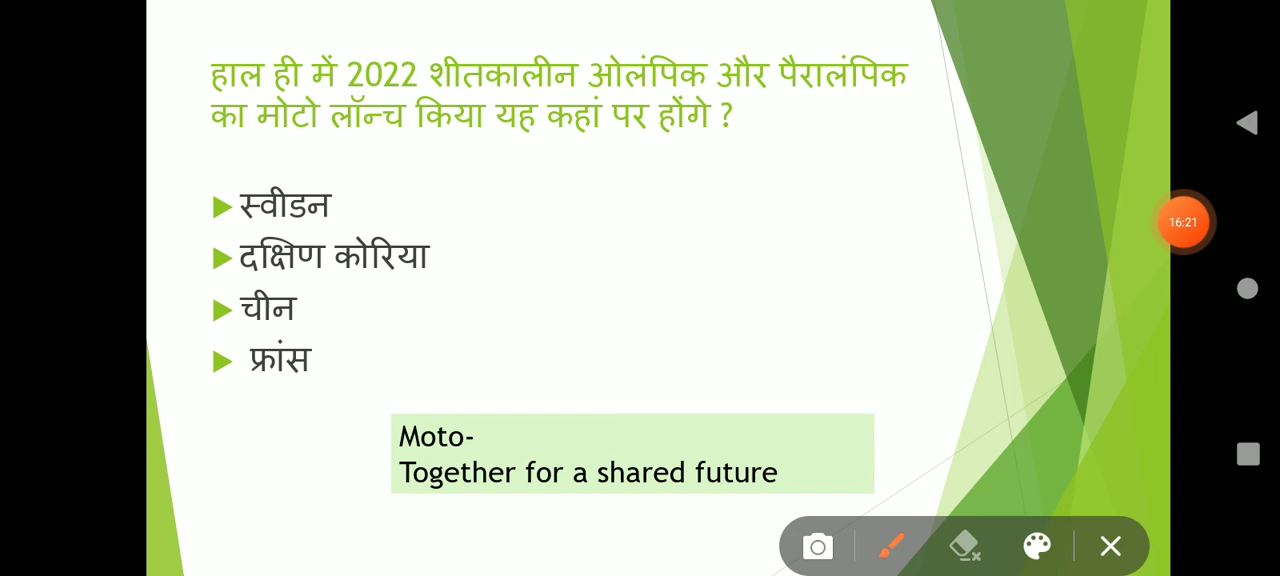 हाल ही में 2022 शीतकालीन ओलंपिक और पैरालंपिक
का मोटो लॉन्च किया यह कहां पर होंगे ?
स्वीडन
दक्षिण कोरिया
चीन
फ्रांस
Moto-
Together for a shared future
16:21